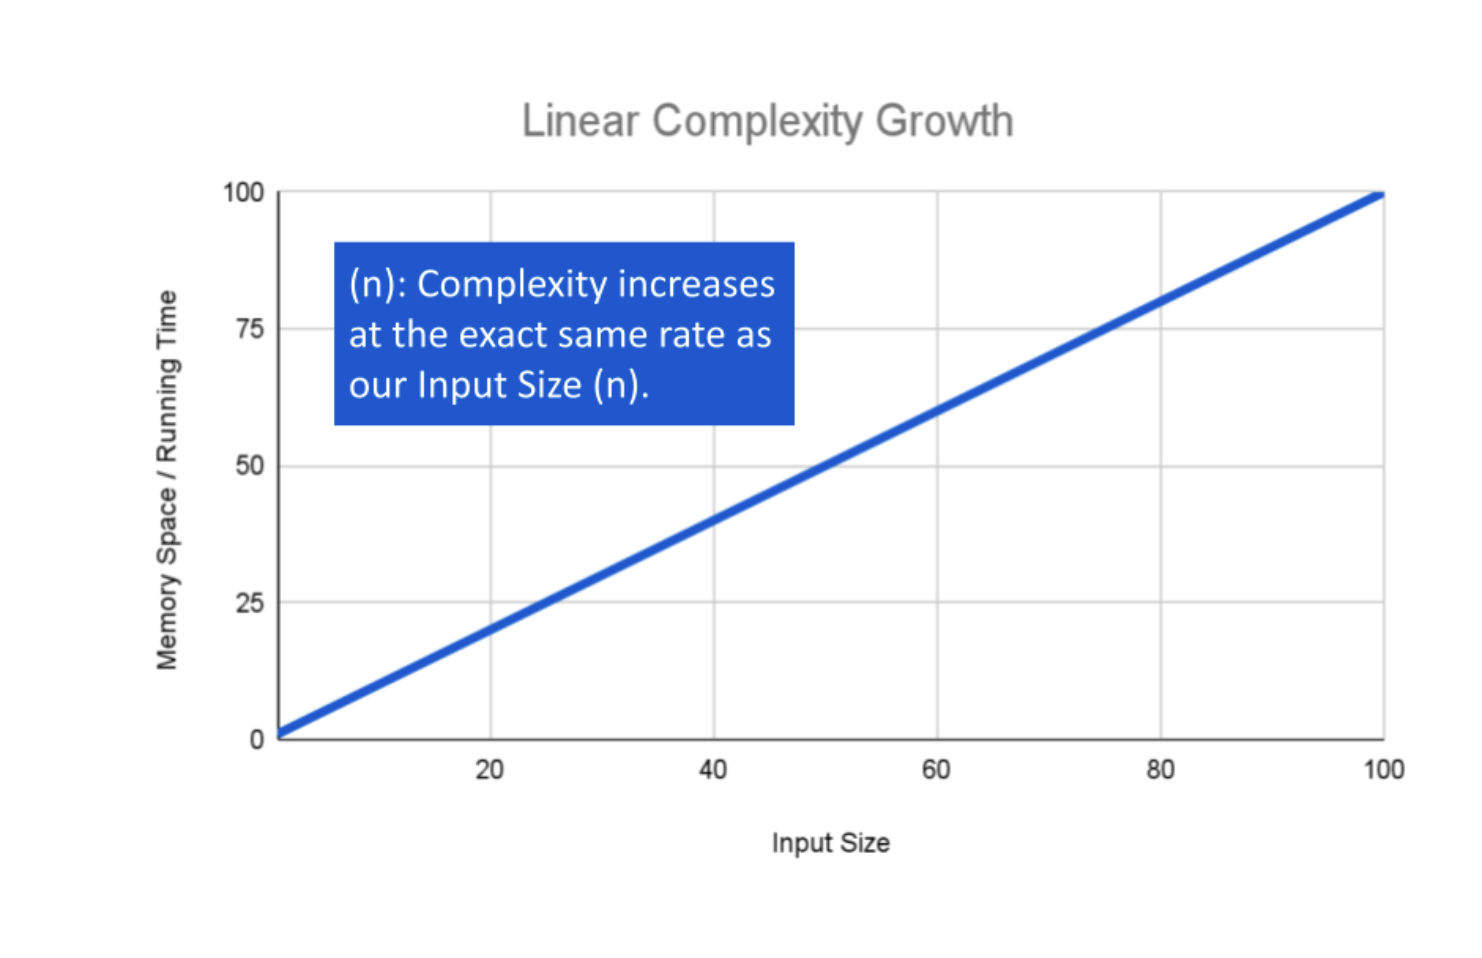 Linear Complexity Growth
100
75
50
25
0
Memory Space / Running Time
(n): Complexity increases
at the exact same rate as
our Input Size (n).
20 40 60 80 100
Input Size